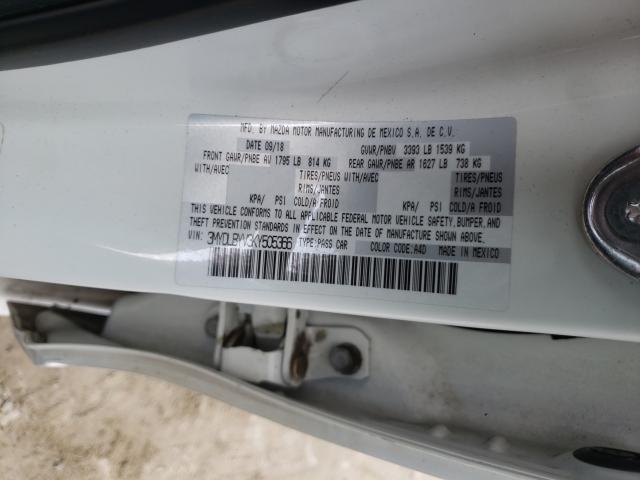 MFD. BY MAZDA MOTOR MANUFACTURING DE MEXICO S.A. DE C.V.
DATE 09/18 GVWR/PNBV 3393 LB 1539 KG
FRONT GAWR/PNBE AV 1795 LB 814 KG REAR GAWR/PNBE AR 1627 LB 738 KG
WITH/AVEC TIRES/PNEUS WITH/AVEC TIRES/PNEUS
RIMS/JANTES RIMS/JANTES
KPA/ PSI COLD/A FROID KPA/ PSI COLD/A FROID
THIS VEHICLE CONFORMS TO ALL APPLICABLE FEDERAL MOTOR VEHICLE SAFETY, BUMPER, AND
THEFT PREVENTION STANDARDS IN EFFECT ON THE DATE OF MANUFACTURE SHOWN ABOVE.
VIN: TYPE:PASS CAR COLOR CODE:A4D MADE IN MEXICO